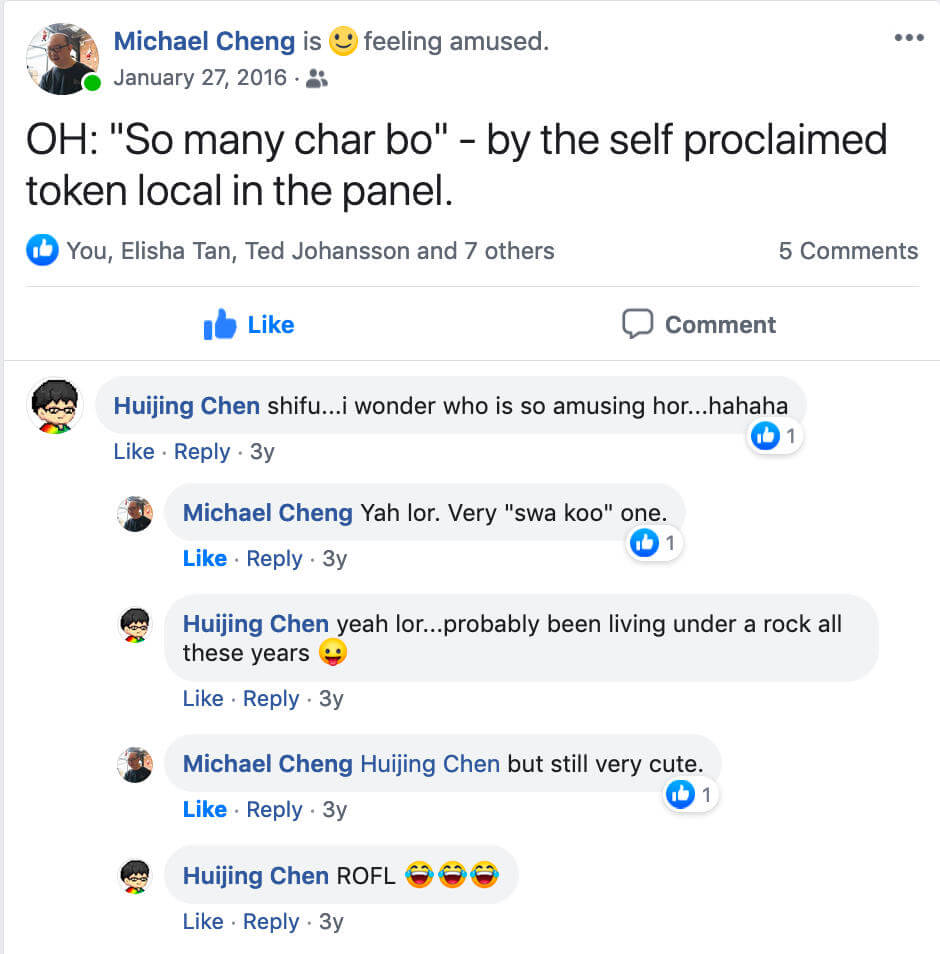 Michael Cheng is 🙂 feeling amused.
January 27, 2016 ·
OH: "So many char bo" - by the self proclaimed
token local in the panel.
You, Elisha Tan, Ted Johansson and 7 others 5 Comments
Like Comment
Huijing Chen shifu...i wonder who is so amusing hor...hahaha
1
Like · Reply · 3y
Michael Cheng Yah lor. Very "swa koo" one.
1
Like · Reply · 3y
Huijing Chen yeah lor...probably been living under a rock all
these years 😛
Like · Reply · 3y
Michael Cheng Huijing Chen but still very cute.
1
Like · Reply · 3y
Huijing Chen ROFL 😂😂😂
Like · Reply · 3y